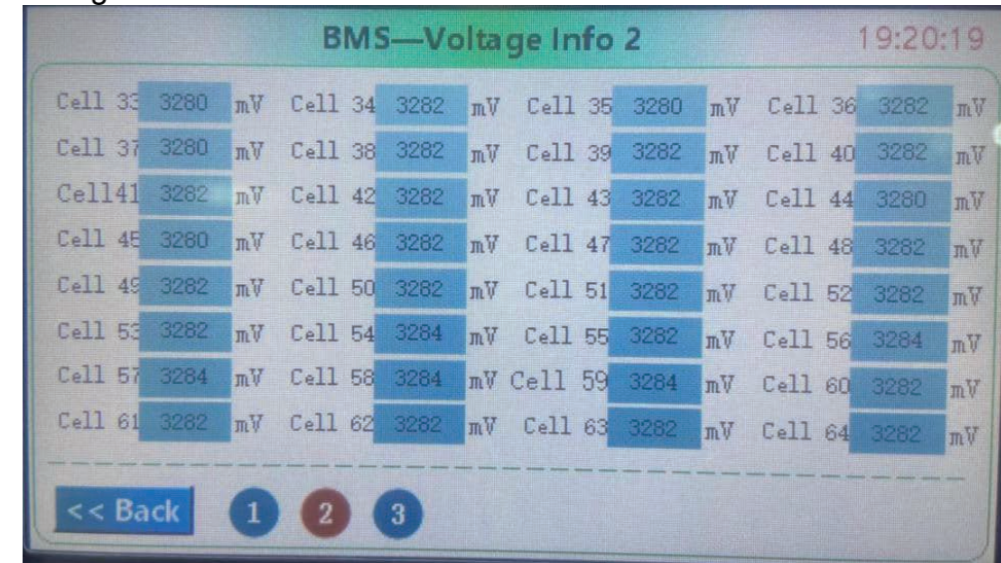 BMS—Voltage Info 2 19:20:19
Cell 33 3280 mV Cell 34 3282 mV Cell 35 3280 mV Cell 36 3282 mV
Cell 37 3280 mV Cell 38 3282 mV Cell 39 3282 mV Cell 40 3282 mV
Cell41 3282 mV Cell 42 3282 mV Cell 43 3282 mV Cell 44 3280 mV
Cell 45 3280 mV Cell 46 3282 mV Cell 47 3282 mV Cell 48 3282 mV
Cell 49 3282 mV Cell 50 3282 mV Cell 51 3282 mV Cell 52 3282 mV
Cell 53 3282 mV Cell 54 3284 mV Cell 55 3282 mV Cell 56 3284 mV
Cell 57 3284 mV Cell 58 3284 mV Cell 59 3284 mV Cell 60 3282 mV
Cell 61 3282 mV Cell 62 3282 mV Cell 63 3282 mV Cell 64 3282 mV
<< Back 1 2 3